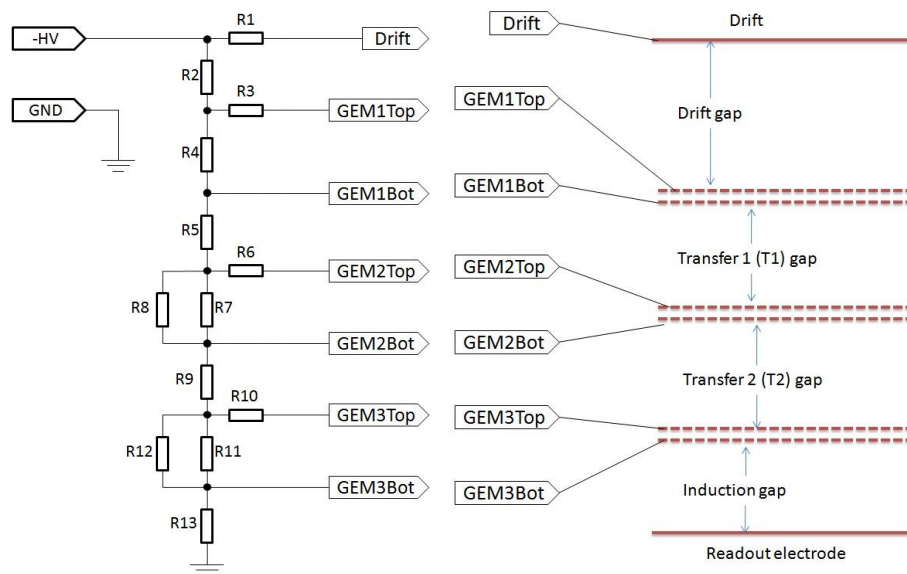 -HV
GND
R1
Drift
R2
R3
GEM1Top
R4
GEM1Bot
R5
R6
GEM2Top
R8
R7
GEM2Bot
R9
R10
GEM3Top
R12
R11
GEM3Bot
R13
Drift
Drift
Drift gap
GEM1Top
GEM1Bot
Transfer 1 (T1) gap
GEM2Top
GEM2Bot
Transfer 2 (T2) gap
GEM3Top
GEM3Bot
Induction gap
Readout electrode